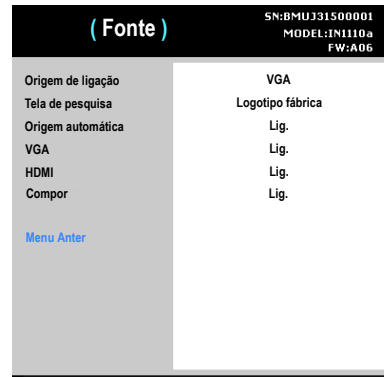 ( Fonte )
SN:BMUJ31500001
MODEL:IN1110a
FW:A06
Origem de ligação VGA
Tela de pesquisa Logotipo fábrica
Origem automática Lig.
VGA Lig.
HDMI Lig.
Compor Lig.
Menu Anter